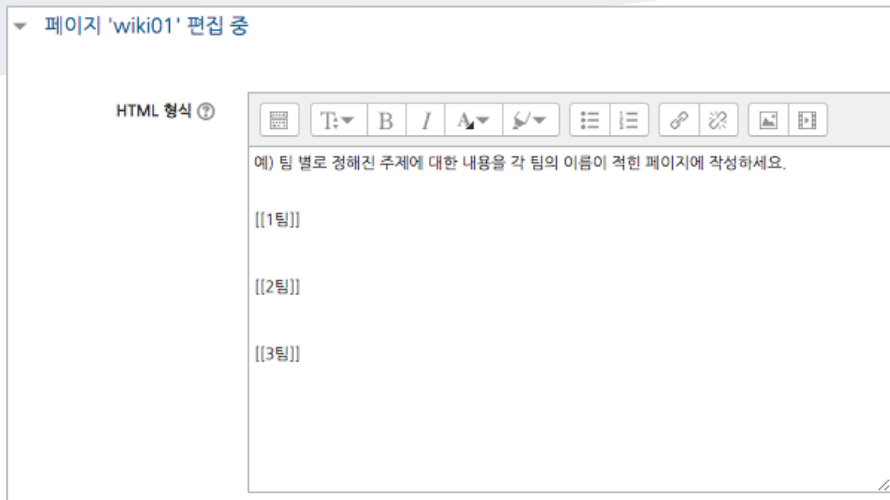 페이지 'wiki01' 편집 중
HTML 형식
예) 팀 별로 정해진 주제에 대한 내용을 각 팀의 이름이 적힌 페이지에 작성하세요.
[[1팀]]
[[2팀]]
[[3팀]]